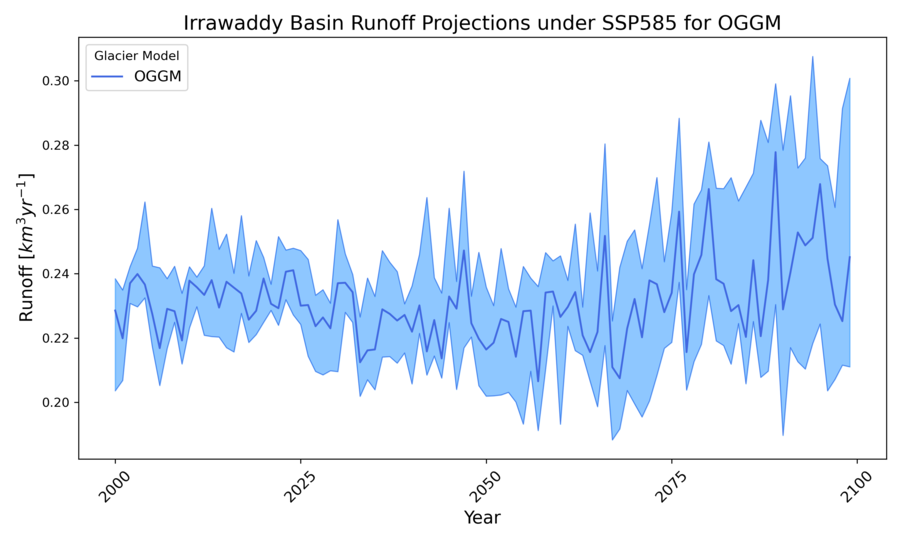 Irrawaddy Basin Runoff Projections under SSP585 for OGGM
Glacier Model
OGGM
0.30
0.28
0.26
0.24
0.22
0.20
Runoff [km³yr⁻¹]
2000
2025
2050
2075
2100
Year